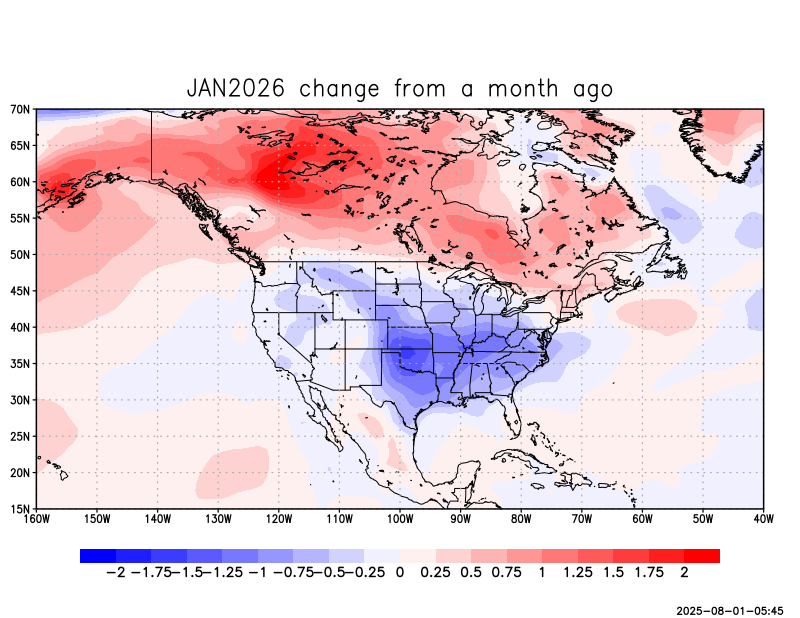 JAN2026 change from a month ago
70N
65N
60N
55N
50N
45N
40N
35N
30N
25N
20N
15N
160W 150W 140W 130W 120W 110W 100W 90W 80W 70W 60W 50W 40W
−2 −1.75 −1.5 −1.25 −1 −0.75 −0.5 −0.25 0 0.25 0.5 0.75 1 1.25 1.5 1.75 2
2025-08-01-05:45